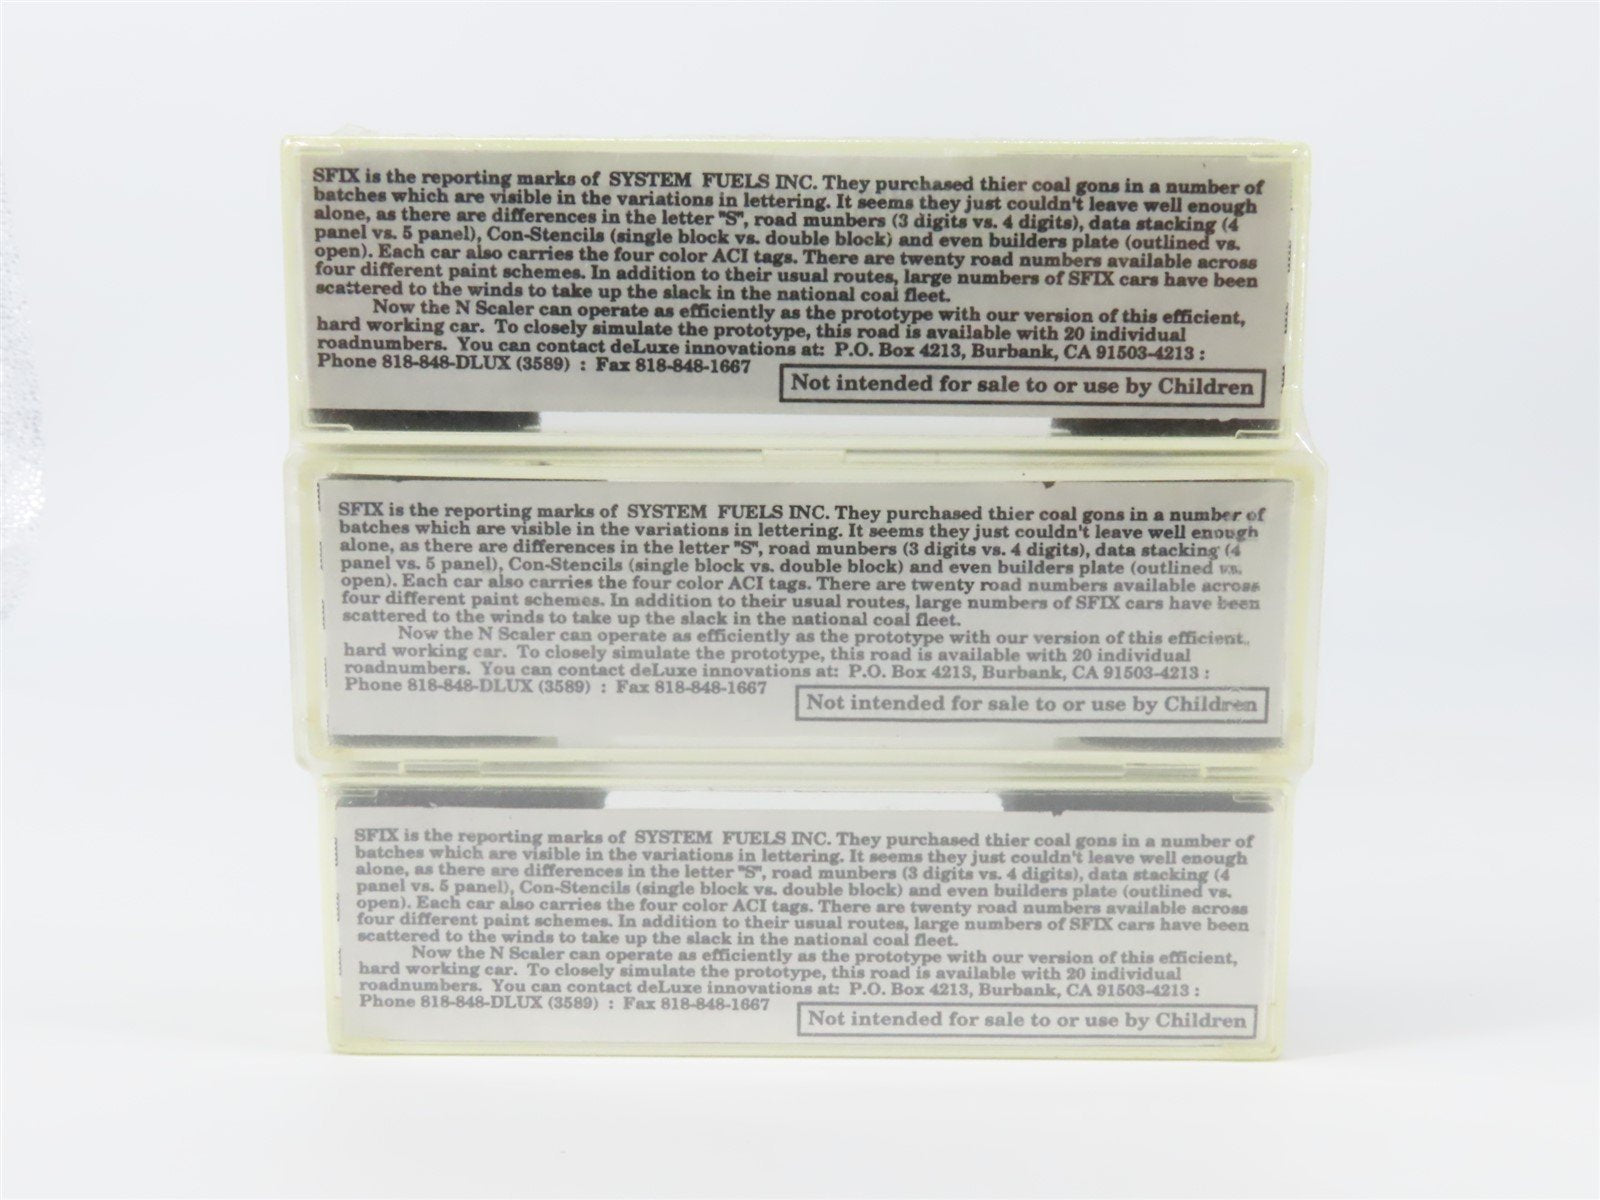 SFIX is the reporting marks of SYSTEM FUELS INC. They purchased thier coal gons in a number of
batches which are visible in the variations in lettering. It seems they just couldn't leave well enough
alone, as there are differences in the letter "S", road munbers (3 digits vs. 4 digits), data stacking (4
panel vs. 5 panel), Con-Stencils (single block vs. double block) and even builders plate (outlined vs.
open). Each car also carries the four color ACI tags. There are twenty road numbers available across
four different paint schemes. In addition to their usual routes, large numbers of SFIX cars have been
scattered to the winds to take up the slack in the national coal fleet.
Now the N Scaler can operate as efficiently as the prototype with our version of this efficient,
hard working car. To closely simulate the prototype, this road is available with 20 individual
roadnumbers. You can contact deLuxe innovations at: P.O. Box 4213, Burbank, CA 91503-4213 :
Phone 818-848-DLUX (3589) : Fax 818-848-1667
Not intended for sale to or use by Children
SFIX is the reporting marks of SYSTEM FUELS INC. They purchased thier coal gons in a number of
batches which are visible in the variations in lettering. It seems they just couldn't leave well enough
alone, as there are differences in the letter "S", road munbers (3 digits vs. 4 digits), data stacking (4
panel vs. 5 panel), Con-Stencils (single block vs. double block) and even builders plate (outlined vs.
open). Each car also carries the four color ACI tags. There are twenty road numbers available across
four different paint schemes. In addition to their usual routes, large numbers of SFIX cars have been
scattered to the winds to take up the slack in the national coal fleet.
Now the N Scaler can operate as efficiently as the prototype with our version of this efficient,
hard working car. To closely simulate the prototype, this road is available with 20 individual
roadnumbers. You can contact deLuxe innovations at: P.O. Box 4213, Burbank, CA 91503-4213 :
Phone 818-848-DLUX (3589) : Fax 818-848-1667
Not intended for sale to or use by Children
SFIX is the reporting marks of SYSTEM FUELS INC. They purchased thier coal gons in a number of
batches which are visible in the variations in lettering. It seems they just couldn't leave well enough
alone, as there are differences in the letter "S", road munbers (3 digits vs. 4 digits), data stacking (4
panel vs. 5 panel), Con-Stencils (single block vs. double block) and even builders plate (outlined vs.
open). Each car also carries the four color ACI tags. There are twenty road numbers available across
four different paint schemes. In addition to their usual routes, large numbers of SFIX cars have been
scattered to the winds to take up the slack in the national coal fleet.
Now the N Scaler can operate as efficiently as the prototype with our version of this efficient,
hard working car. To closely simulate the prototype, this road is available with 20 individual
roadnumbers. You can contact deLuxe innovations at: P.O. Box 4213, Burbank, CA 91503-4213 :
Phone 818-848-DLUX (3589) : Fax 818-848-1667
Not intended for sale to or use by Children